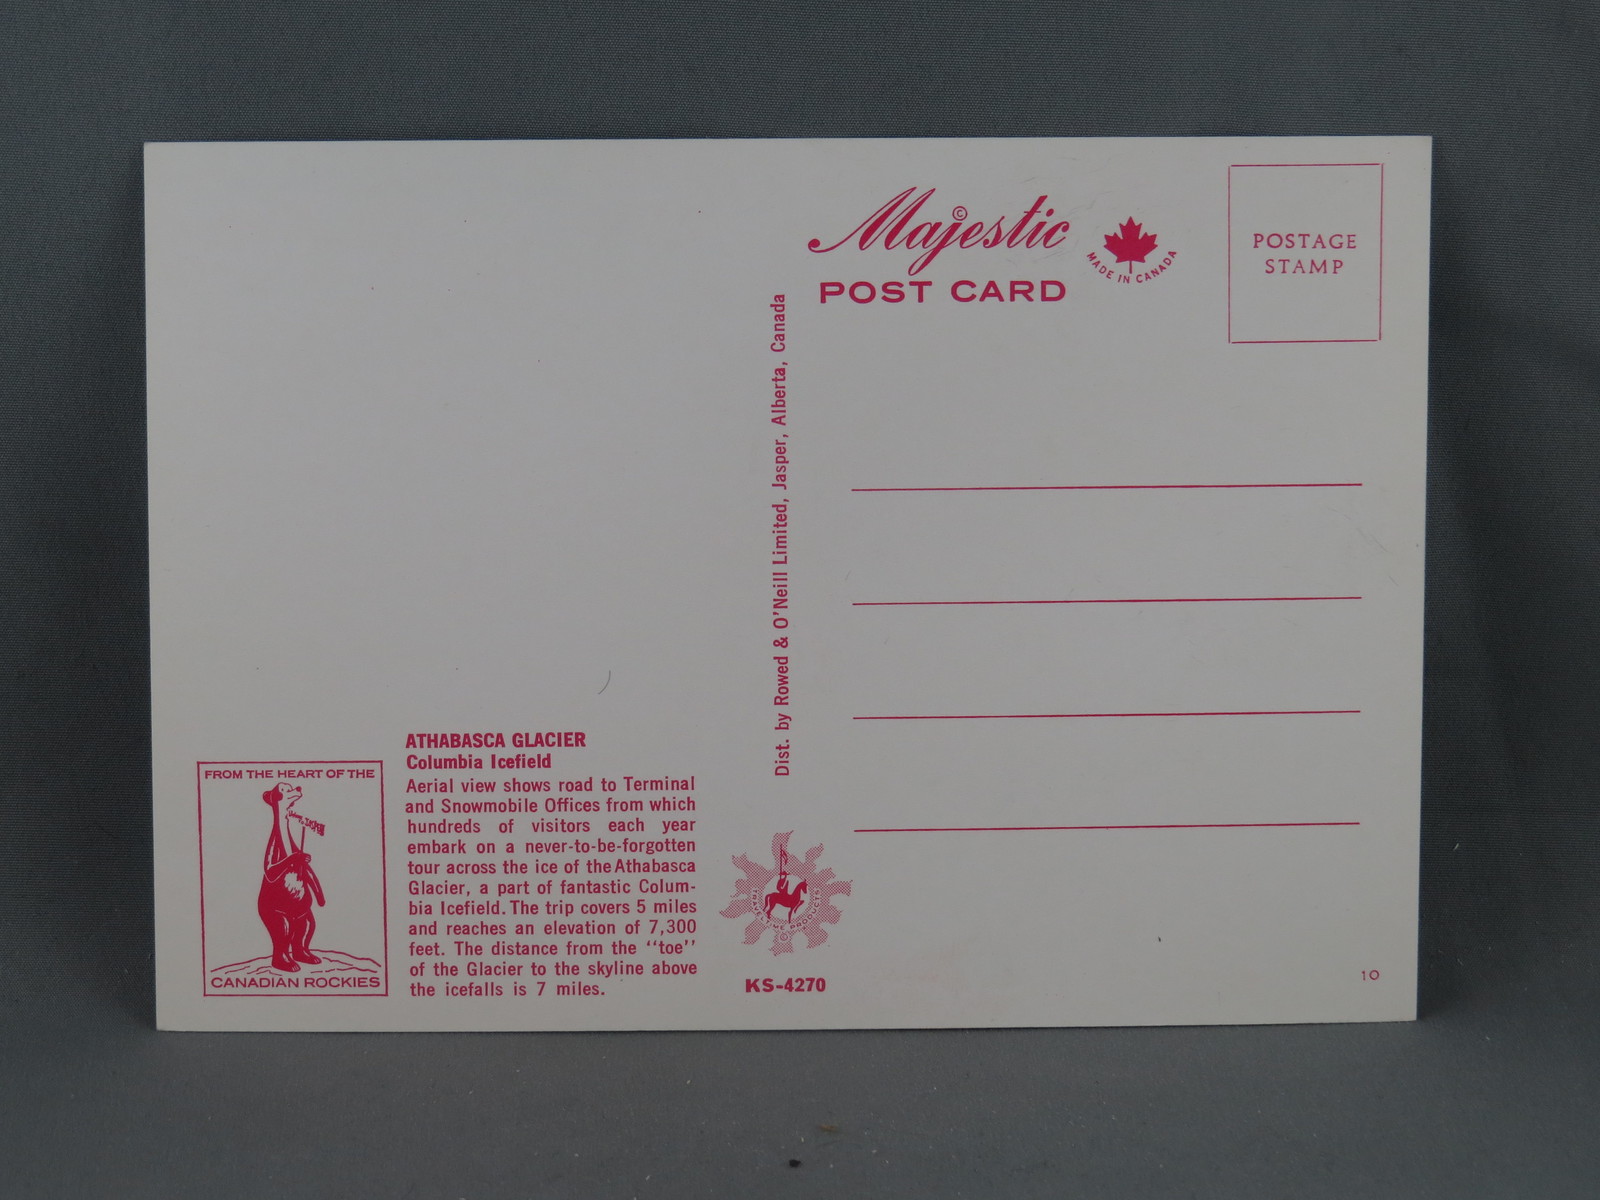 Majestic
©
POST CARD
MADE IN CANADA
POSTAGE
STAMP
Dist. by Rowed & O'Neill Limited, Jasper, Alberta, Canada
ATHABASCA GLACIER
Columbia Icefield
Aerial view shows road to Terminal
and Snowmobile Offices from which
hundreds of visitors each year
embark on a never-to-be-forgotten
tour across the ice of the Athabasca
Glacier, a part of fantastic Colum-
bia Icefield. The trip covers 5 miles
and reaches an elevation of 7,300
feet. The distance from the "toe"
of the Glacier to the skyline above
the icefalls is 7 miles.
FROM THE HEART OF THE
JASPER
CANADIAN ROCKIES
TRAVELTIME PRODUCTS
KS-4270
10